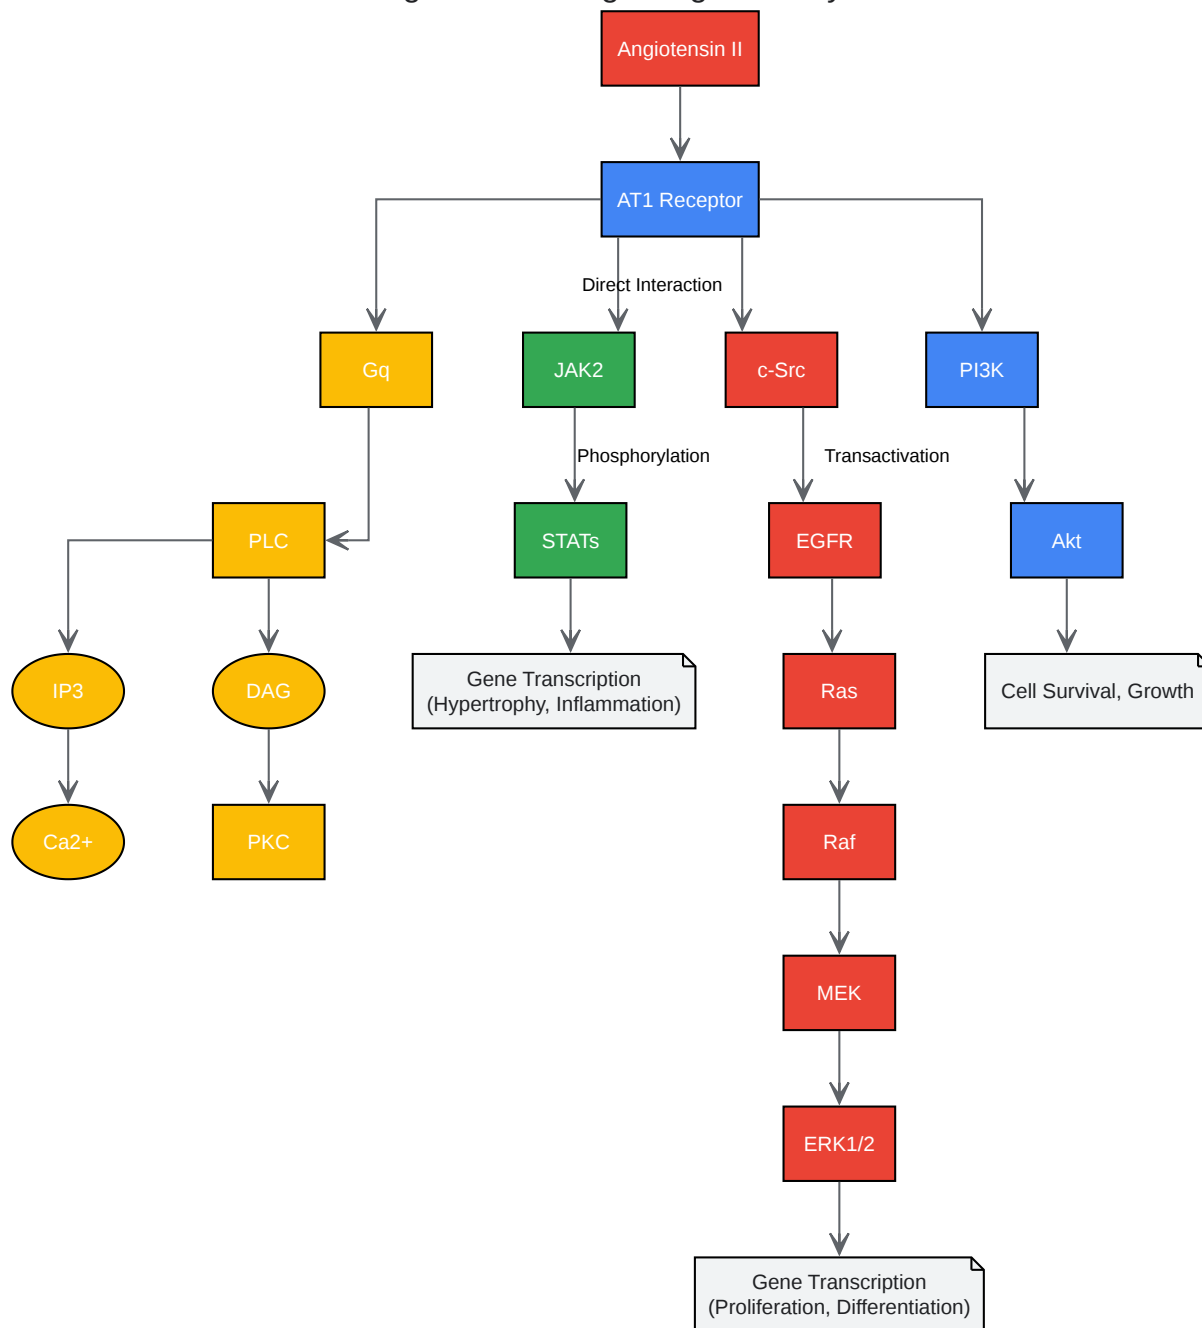 Angiotensin II
AT1 Receptor
Direct Interaction
Gq
JAK2
c-Src
PI3K
Phosphorylation
Transactivation
PLC
STATs
EGFR
Akt
IP3
DAG
Gene Transcription
(Hypertrophy, Inflammation)
Ras
Cell Survival, Growth
Ca2+
PKC
Raf
MEK
ERK1/2
Gene Transcription
(Proliferation, Differentiation)